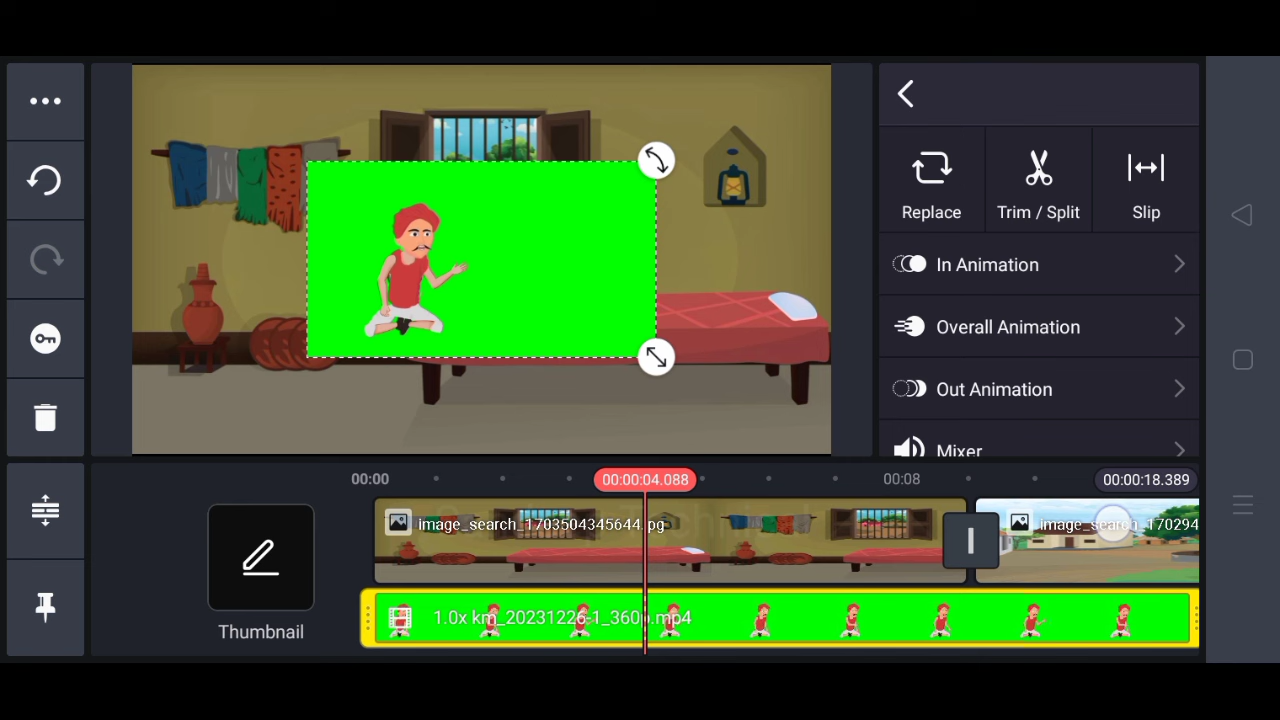 Replace
Trim / Split
Slip
In Animation
Overall Animation
Out Animation
Mixer
00:00
00:00:04.088
00:08
00:00:18.389
image_search_1703504345644.jpg
image_search_170294
1.0x km_20231226-1_360p.mp4
Thumbnail